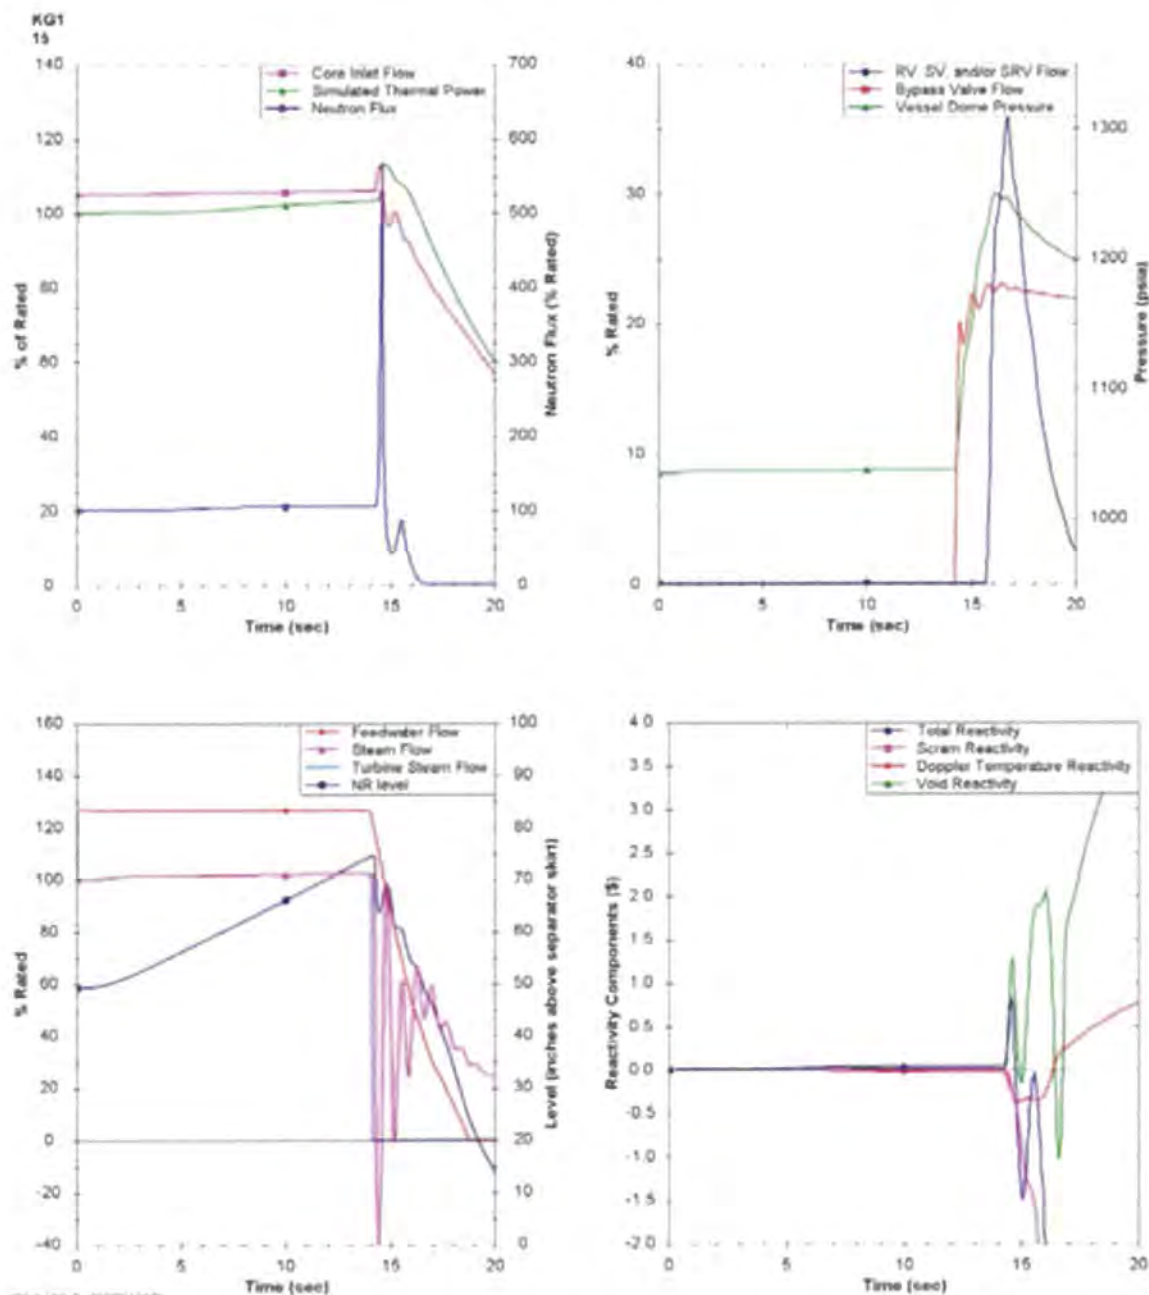 KG1
15
140
120
100
80
60
40
20
0
% of Rated
700
600
500
400
300
200
100
0
Neutron Flux (% Rated)
Core Inlet Flow
Simulated Thermal Power
Neutron Flux
0 5 10 15 20
Time (sec)
40
30
20
10
0
% Rated
1300
1200
1100
1000
Pressure (psia)
RV, SV, and/or SRV Flow
Bypass Valve Flow
Vessel Dome Pressure
0 5 10 15 20
Time (sec)
160
140
120
100
80
60
40
20
0
-20
-40
% Rated
100
90
80
70
60
50
40
30
20
10
0
Level (inches above separator skirt)
Feedwater Flow
Steam Flow
Turbine Steam Flow
NR level
0 5 10 15 20
Time (sec)
4.0
3.5
3.0
2.5
2.0
1.5
1.0
0.5
0.0
-0.5
-1.0
-1.5
-2.0
Reactivity Components ($)
Total Reactivity
Scram Reactivity
Doppler Temperature Reactivity
Void Reactivity
0 5 10 15 20
Time (sec)